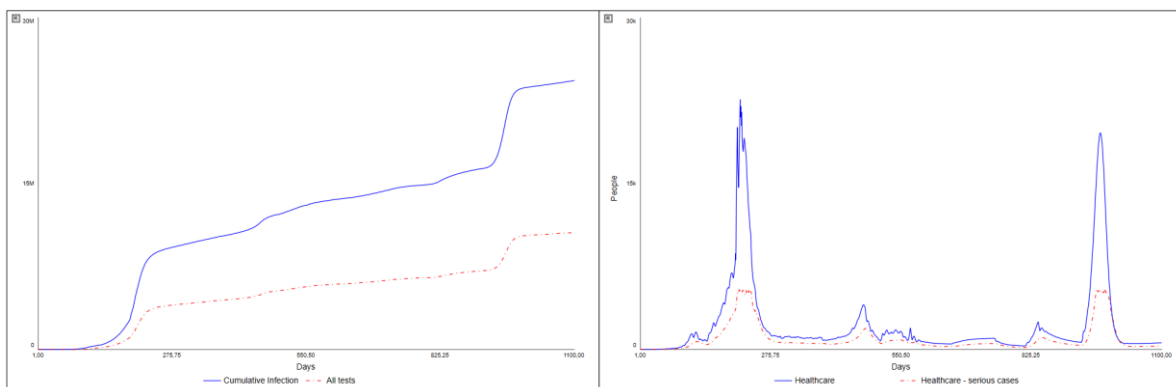 30M
15M
0
1,00
275.75
550.50
825.25
1100.00
Days
Cumulative Infection
All tests
30k
15k
0
People
1,00
275.75
550.50
825.25
1100.00
Days
Healthcare
Healthcare - serious cases